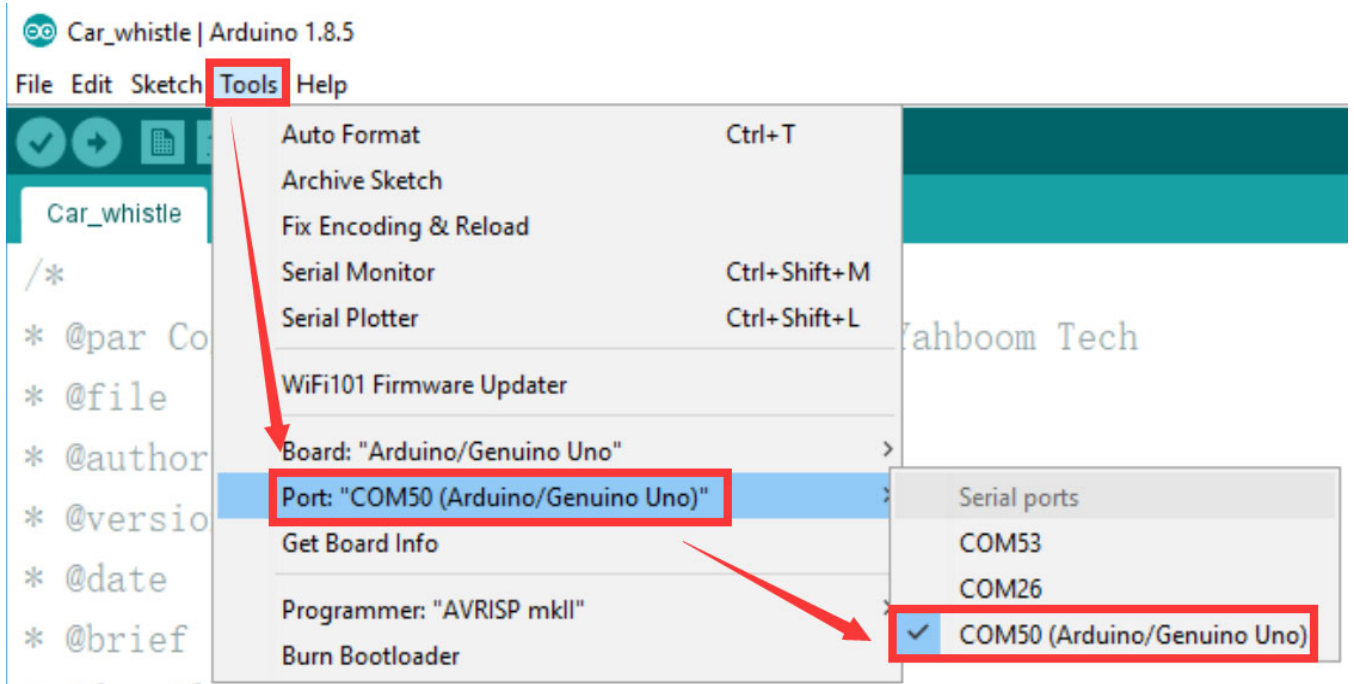 Car_whistle | Arduino 1.8.5
File Edit Sketch Tools Help
Auto Format Ctrl+T
Archive Sketch
Fix Encoding & Reload
Serial Monitor Ctrl+Shift+M
Serial Plotter Ctrl+Shift+L
WiFi101 Firmware Updater
Board: "Arduino/Genuino Uno"
Port: "COM50 (Arduino/Genuino Uno)"
Get Board Info
Programmer: "AVRISP mkII"
Burn Bootloader
Serial ports
COM53
COM26
COM50 (Arduino/Genuino Uno)
Car_whistle
/*
* @par Co Yahboom Tech
* @file
* @author
* @versio
* @date
* @brief